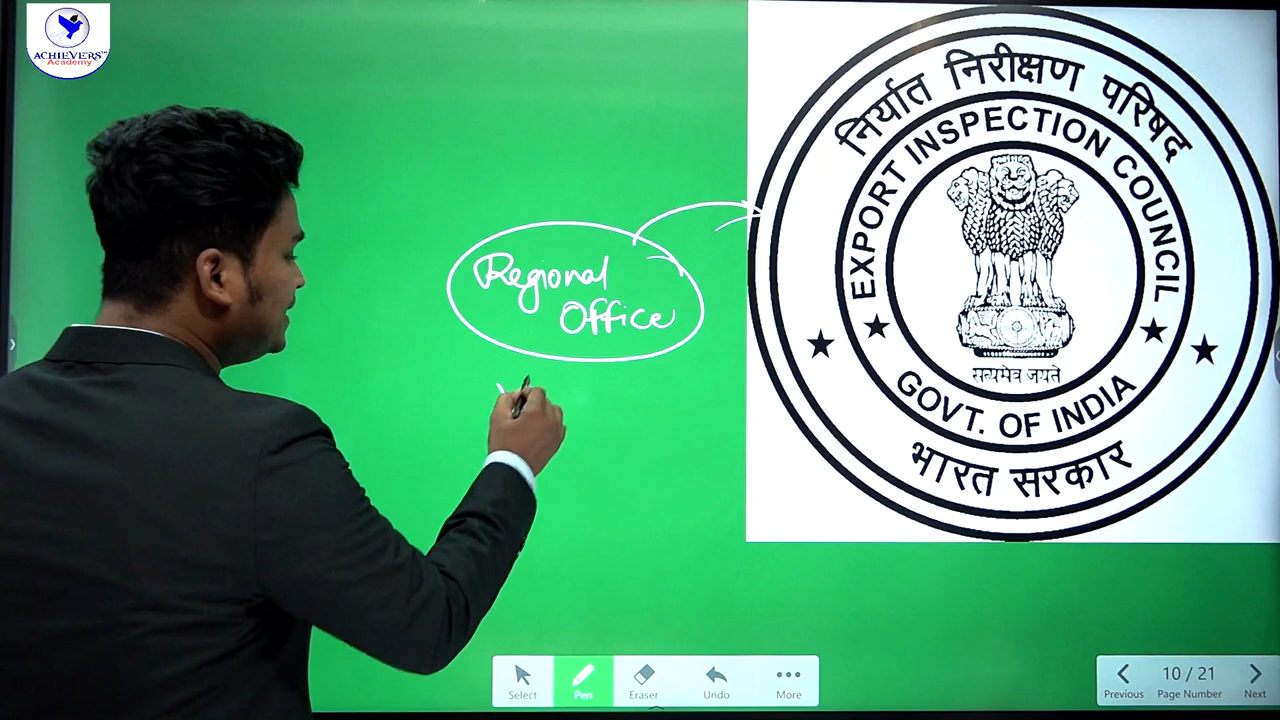 ACHIEVERS™
Academy
Regional
Office
निर्यात निरीक्षण परिषद
EXPORT INSPECTION COUNCIL
सत्यमेव जयते
GOVT. OF INDIA
भारत सरकार
Select
Pen
Eraser
Undo
More
Previous
10 / 21
Page Number
Next